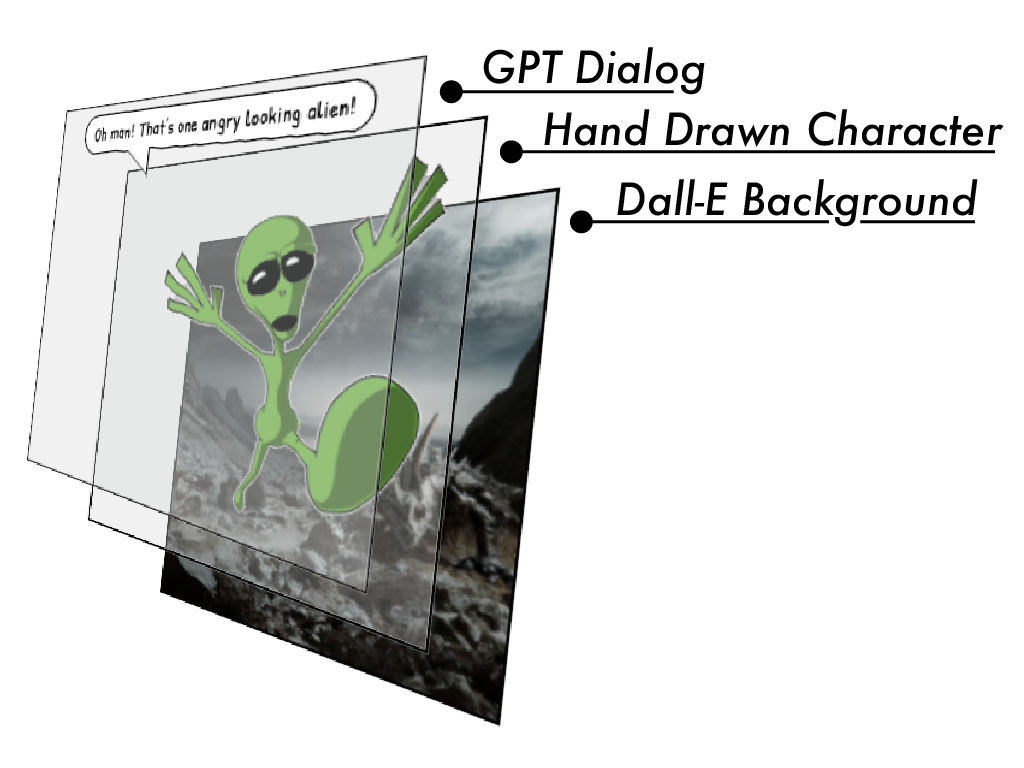 GPT Dialog
Oh man! That's one angry looking alien!
Hand Drawn Character
Dall-E Background